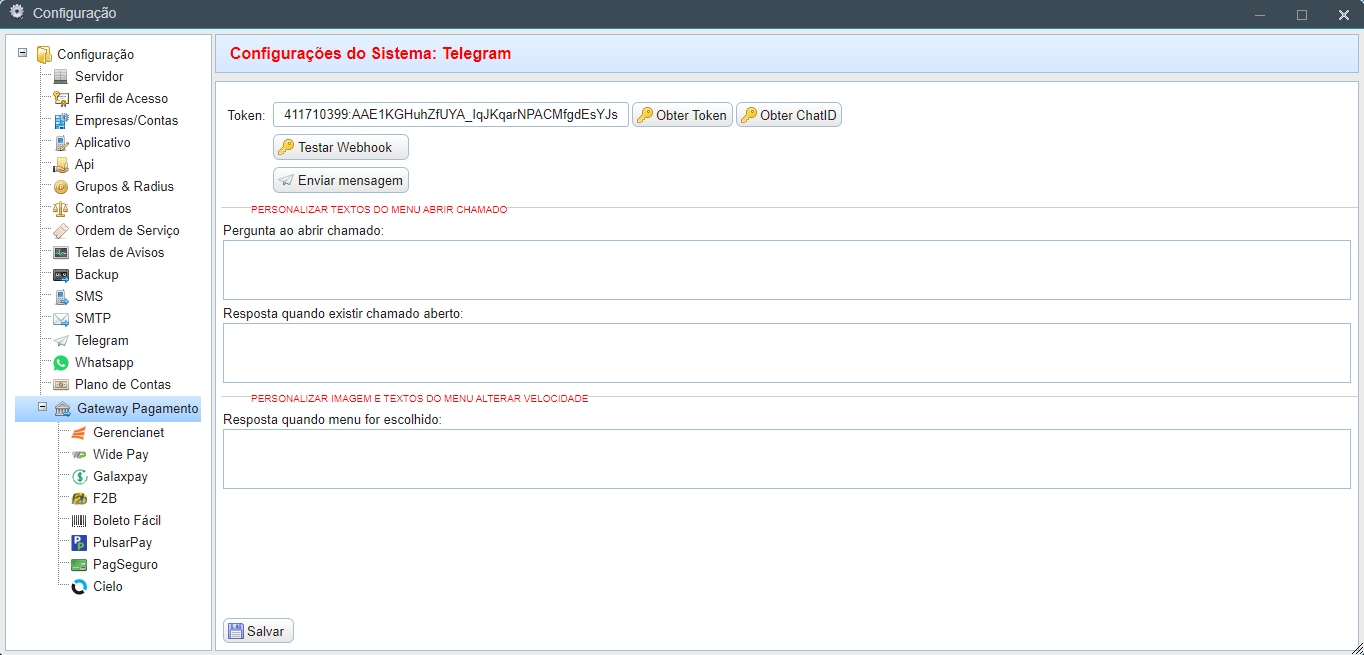 Configuração
Configuração
Servidor
Perfil de Acesso
Empresas/Contas
Aplicativo
Api
Grupos & Radius
Contratos
Ordem de Serviço
Telas de Avisos
Backup
SMS
SMTP
Telegram
Whatsapp
Plano de Contas
Gateway Pagamento
Gerencianet
Wide Pay
Galaxpay
F2B
Boleto Fácil
PulsarPay
PagSeguro
Cielo
Configurações do Sistema: Telegram
Token: 411710399:AAE1KGHuhZfUYA_IqJKqarNPACMfgdEsYJs Obter Token Obter ChatID
Testar Webhook
Enviar mensagem
PERSONALIZAR TEXTOS DO MENU ABRIR CHAMADO
Pergunta ao abrir chamado:
Resposta quando existir chamado aberto:
PERSONALIZAR IMAGEM E TEXTOS DO MENU ALTERAR VELOCIDADE
Resposta quando menu for escolhido:
Salvar